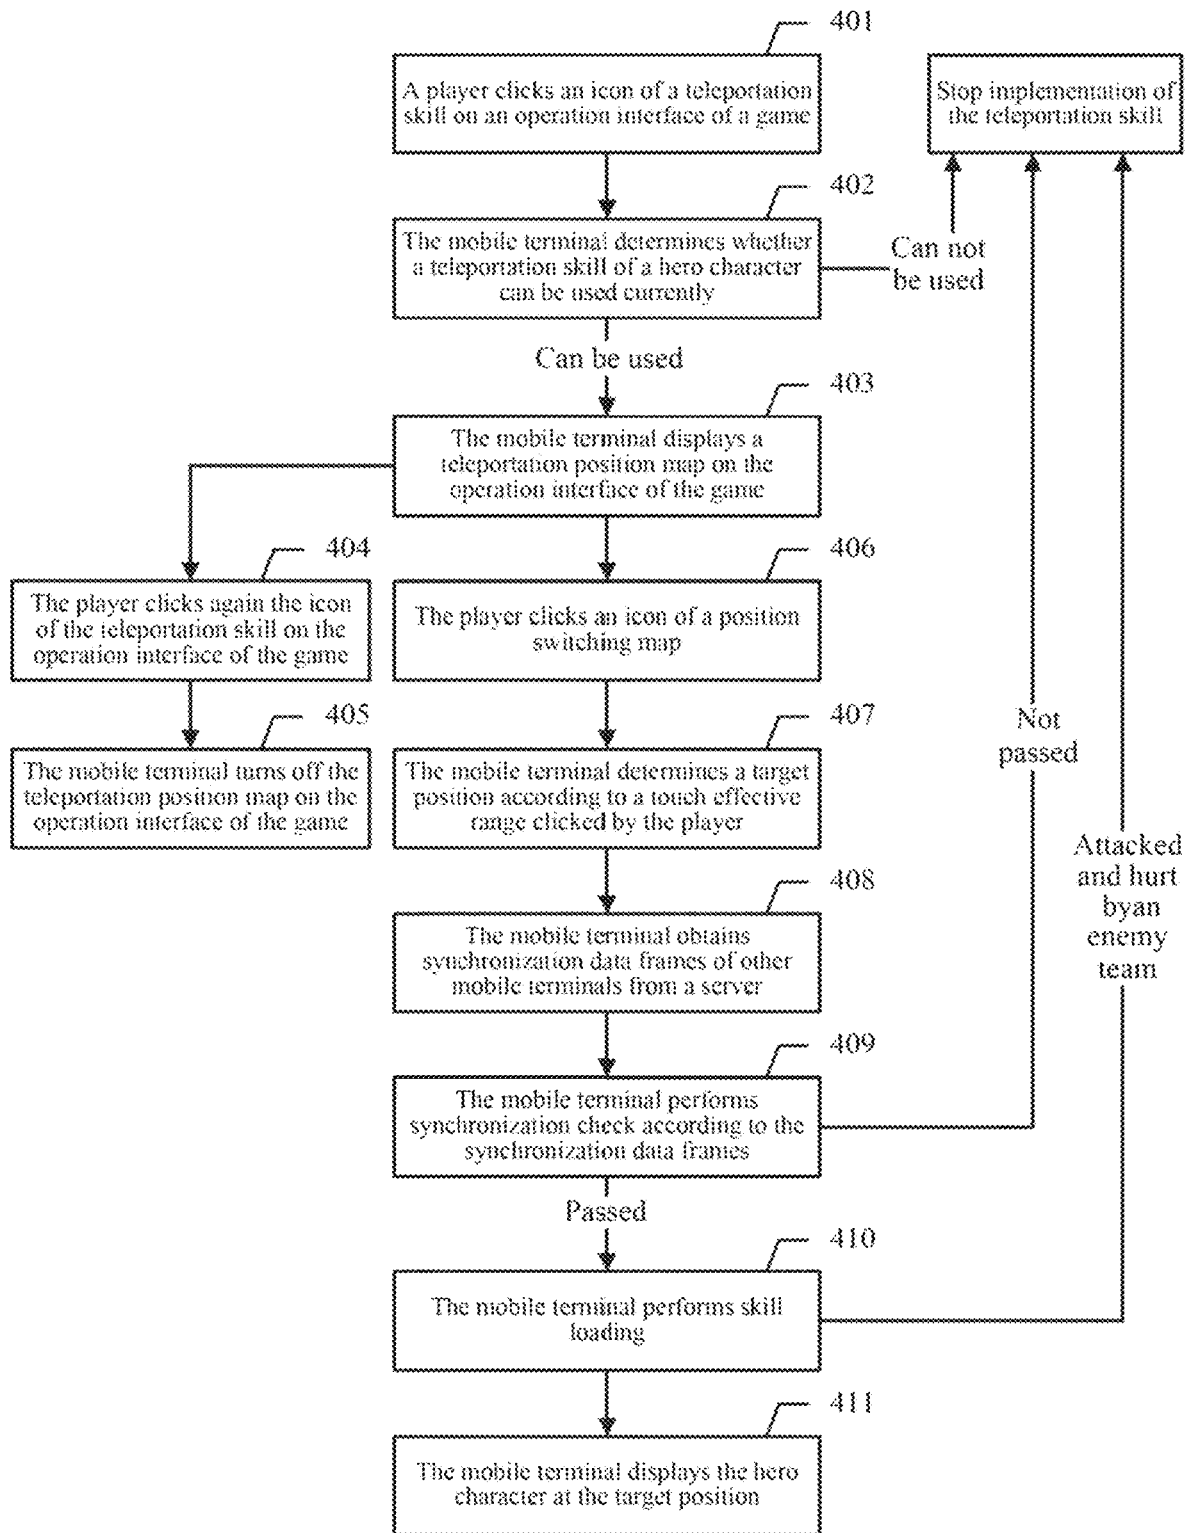 401
A player clicks an icon of a teleportation
skill on an operation interface of a game
Stop implementation of
the teleportation skill
402
The mobile terminal determines whether
a teleportation skill of a hero character
can be used currently
Can not
be used
Can be used
403
The mobile terminal displays a
teleportation position map on the
operation interface of the game
404
The player clicks again the icon
of the teleportation skill on the
operation interface of the game
406
The player clicks an icon of a position
switching map
405
The mobile terminal turns off the
teleportation position map on the
operation interface of the game
407
The mobile terminal determines a target
position according to a touch effective
range clicked by the player
Not
passed
Attacked
and hurt
byan
enemy
team
408
The mobile terminal obtains
synchronization data frames of other
mobile terminals from a server
409
The mobile terminal performs
synchronization check according to the
synchronization data frames
Passed
410
The mobile terminal performs skill
loading
411
The mobile terminal displays the hero
character at the target position